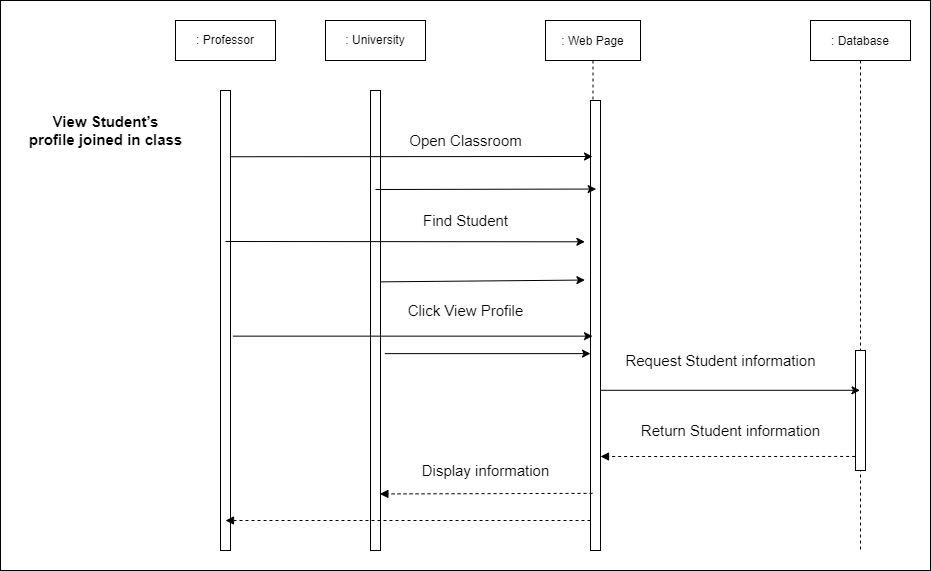 : Professor
: University
: Web Page
: Database
View Student's
profile joined in class
Open Classroom
Find Student
Click View Profile
Request Student information
Return Student information
Display information